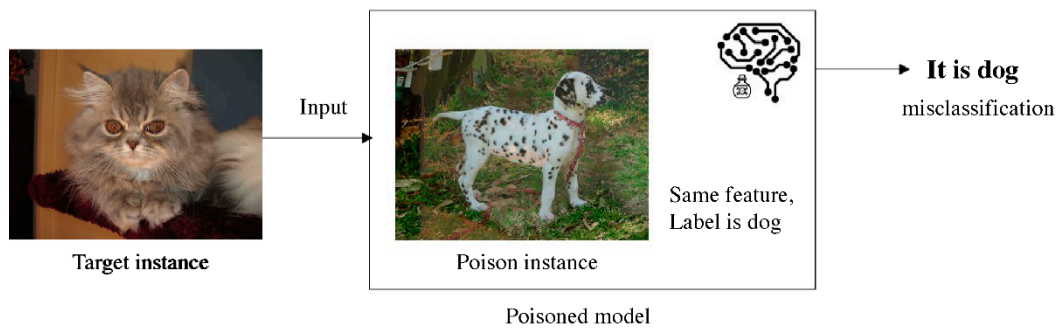 Input
It is dog
misclassification
Same feature,
Label is dog
Target instance
Poison instance
Poisoned model